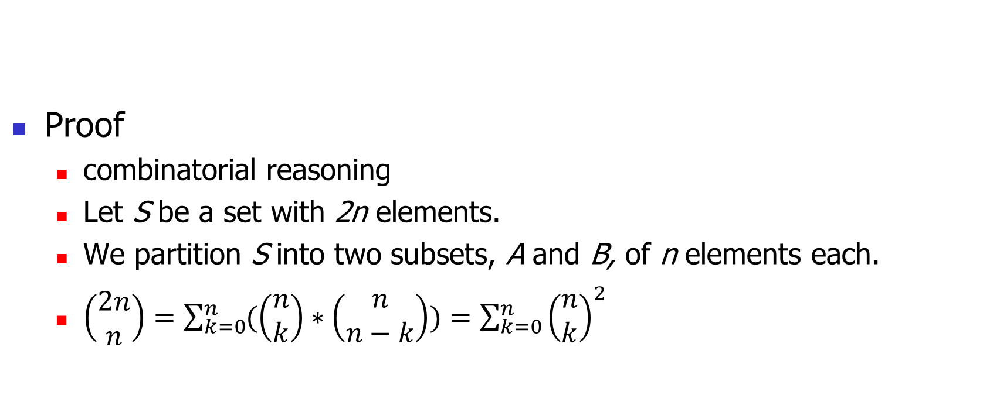 Proof
combinatorial reasoning
Let S be a set with 2n elements.
We partition S into two subsets, A and B, of n elements each.
$\binom{2n}{n} = \sum_{k=0}^{n} (\binom{n}{k} * \binom{n}{n-k}) = \sum_{k=0}^{n} \binom{n}{k}^2$